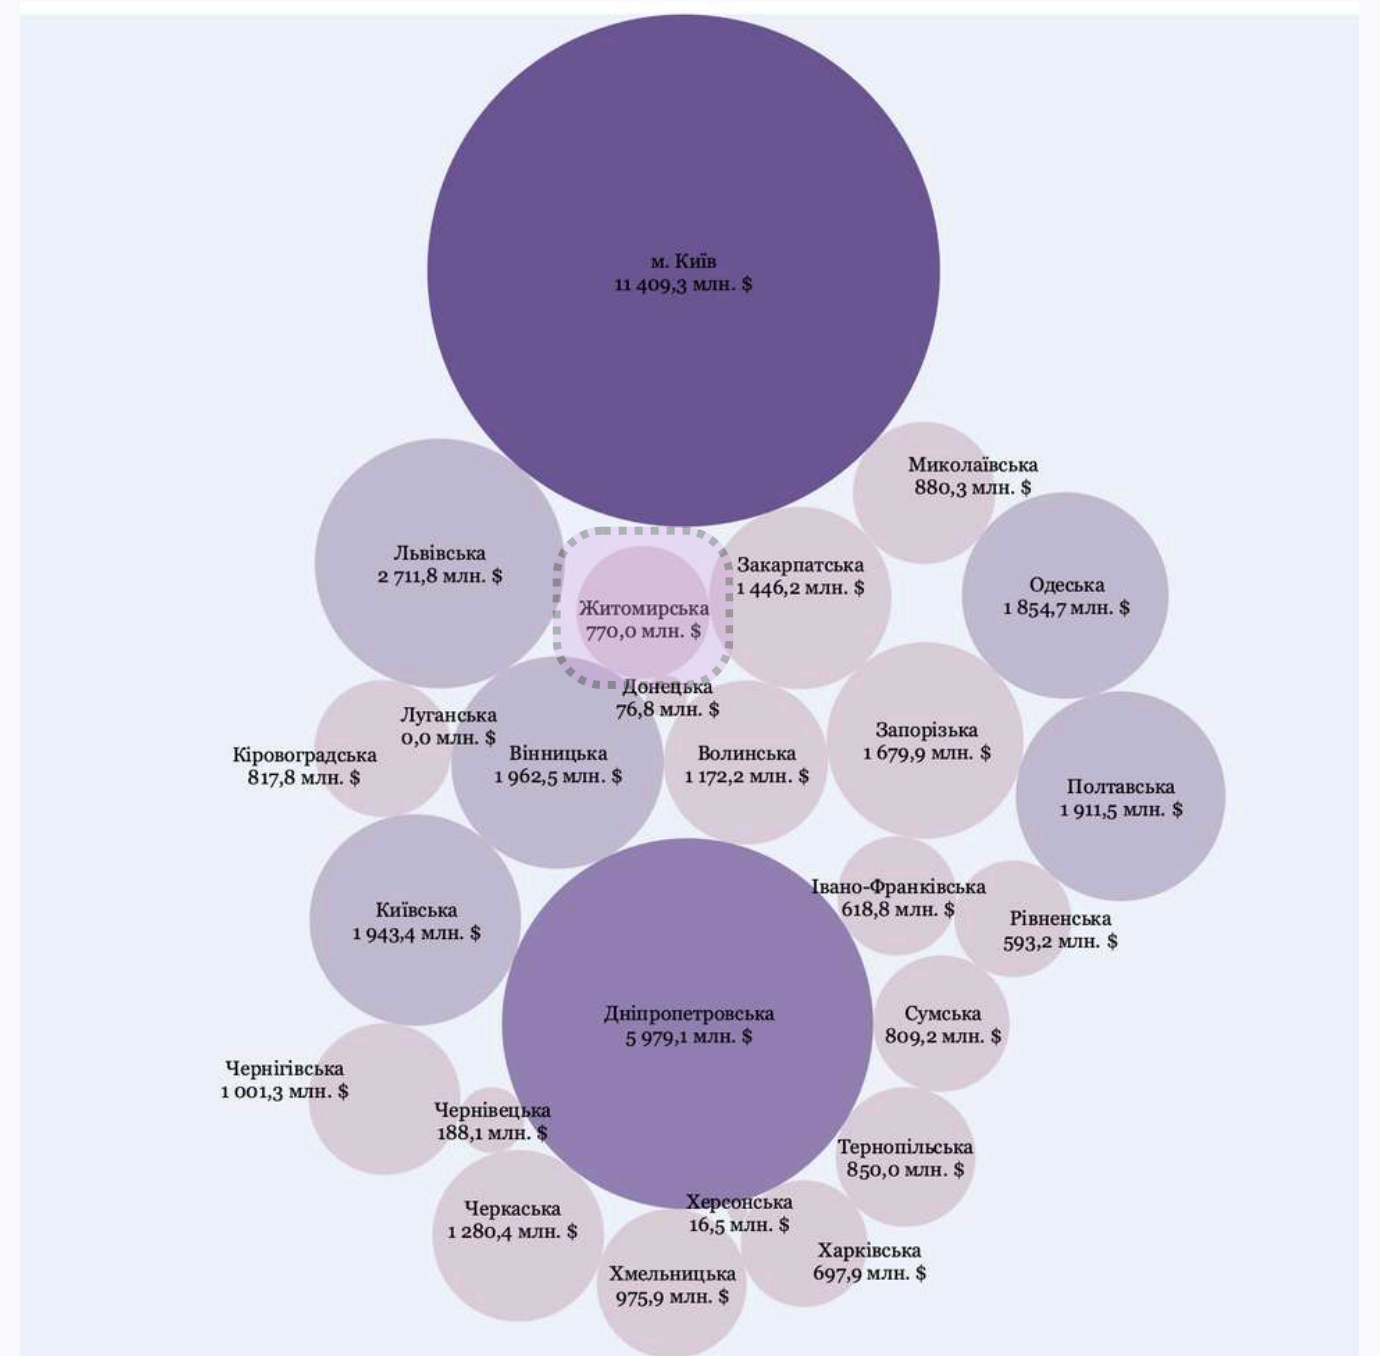 м. Київ
11 409,3 млн. $
Миколаївська
880,3 млн. $
Львівська
2 711,8 млн. $
Закарпатська
1 446,2 млн. $
Одеська
1 854,7 млн. $
Житомирська
770,0 млн. $
Донецька
76,8 млн. $
Луганська
0,0 млн. $
Кіровоградська
817,8 млн. $
Вінницька
1 962,5 млн. $
Волинська
1 172,2 млн. $
Запорізька
1 679,9 млн. $
Полтавська
1 911,5 млн. $
Івано-Франківська
618,8 млн. $
Рівненська
593,2 млн. $
Київська
1 943,4 млн. $
Дніпропетровська
5 979,1 млн. $
Сумська
809,2 млн. $
Чернігівська
1 001,3 млн. $
Чернівецька
188,1 млн. $
Тернопільська
850,0 млн. $
Черкаська
1 280,4 млн. $
Херсонська
16,5 млн. $
Харківська
697,9 млн. $
Хмельницька
975,9 млн. $